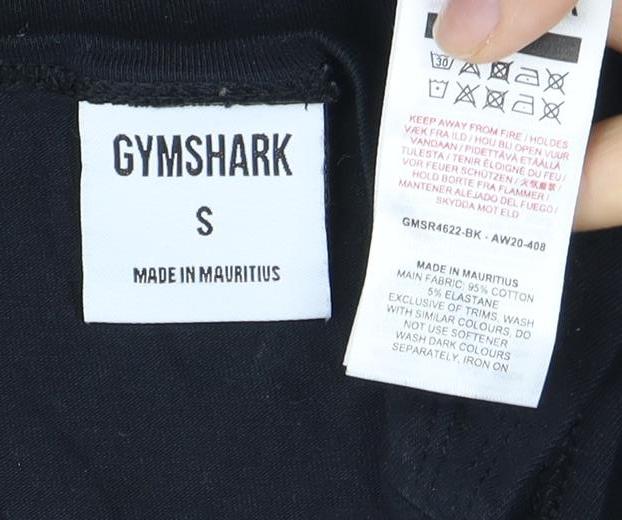 GYMSHARK
S
MADE IN MAURITIUS
30
KEEP AWAY FROM FIRE / HOLDES
VÆK FRA ILD / HOU BIJ OPEN VUUR
VANDAAN / PIDETTÄVÄ ETÄÄLLÄ
TULESTA / TENIR ÉLOIGNÉ DU FEU /
VOR FEUER SCHÜTZEN / 火気厳禁 /
HOLD BORTE FRA FLAMMER /
MANTENER ALEJADO DEL FUEGO /
SKYDDA MOT ELD
GMSR4622-BK - AW20-408
MADE IN MAURITIUS
MAIN FABRIC: 95% COTTON
5% ELASTANE
EXCLUSIVE OF TRIMS, WASH
WITH SIMILAR COLOURS, DO
NOT USE SOFTENER
WASH DARK COLOURS
SEPARATELY, IRON ON